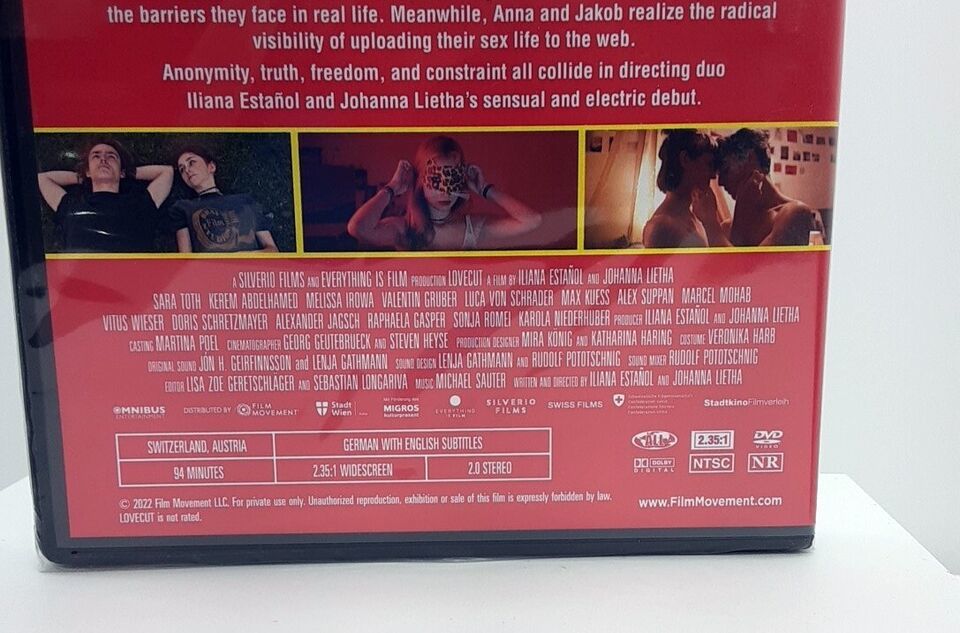 the barriers they face in real life. Meanwhile, Anna and Jakob realize the radical
visibility of uploading their sex life to the web.
Anonymity, truth, freedom, and constraint all collide in directing duo
Iliana Estañol and Johanna Lietha's sensual and electric debut.
A SILVERIO FILMS AND EVERYTHING IS FILM PRODUCTION LOVECUT A FILM BY ILIANA ESTAÑOL AND JOHANNA LIETHA
SARA TOTH KEREM ABDELHAMED MELISSA IROWA VALENTIN GRUBER LUCA VON SCHRADER MAX KUESS ALEX SUPPAN MARCEL MOHAB
VITUS WIESER DORIS SCHRETZMAYER ALEXANDER JAGSCH RAPHAELA GASPER SONJA ROMEI KAROLA NIEDERHUBER PRODUCER ILIANA ESTAÑOL AND JOHANNA LIETHA
CASTING MARTINA POEL CINEMATOGRAPHER GEORG GEUTEBRUECK AND STEVEN HEYSE PRODUCTION DESIGNER MIRA KÖNIG AND KATHARINA HARING COSTUME VERONIKA HARB
ORIGINAL SOUND JÓN H. GEIRFINNSSON and LENJA GATHMANN SOUND DESIGN LENJA GATHMANN AND RUDOLF POTOTSCHNIG SOUND MIXER RUDOLF POTOTSCHNIG
EDITOR LISA ZOE GERETSCHLÄGER AND SEBASTIAN LONGARIVA MUSIC MICHAEL SAUTER WRITTEN AND DIRECTED BY ILIANA ESTAÑOL AND JOHANNA LIETHA
OMNIBUS ENTERTAINMENT DISTRIBUTED BY FILM MOVEMENT Stadt Wien MIGROS kulturprozent EVERYTHING IS FILM SILVERIO FILMS SWISS FILMS StadtkinoFilmverleih
SWITZERLAND, AUSTRIA GERMAN WITH ENGLISH SUBTITLES
94 MINUTES 2.35:1 WIDESCREEN 2.0 STEREO
ALL 2.35:1 DVD VIDEO
DOLBY DIGITAL NTSC NR
© 2022 Film Movement LLC. For private use only. Unauthorized reproduction, exhibition or sale of this film is expressly forbidden by law.
LOVECUT is not rated.
www.FilmMovement.com